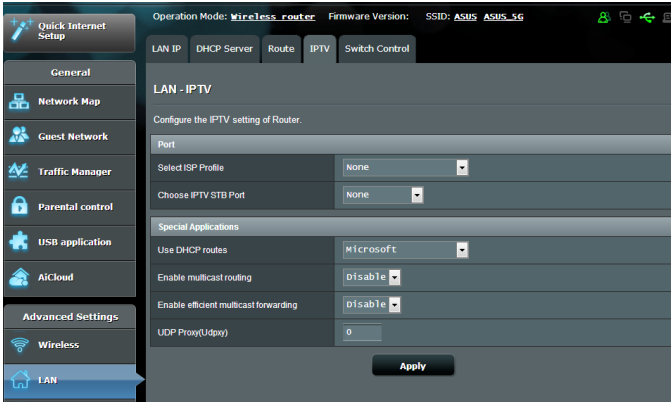 Quick Internet
Setup
Operation Mode: Wireless router Firmware Version: SSID: ASUS ASUS_5G
LAN IP DHCP Server Route IPTV Switch Control
General
Network Map
Guest Network
Traffic Manager
Parental control
USB application
AiCloud
Advanced Settings
Wireless
LAN
LAN - IPTV
Configure the IPTV setting of Router.
Port
Select ISP Profile None
Choose IPTV STB Port None
Special Applications
Use DHCP routes Microsoft
Enable multicast routing Disable
Enable efficient multicast forwarding Disable
UDP Proxy(Udpxy) 0
Apply